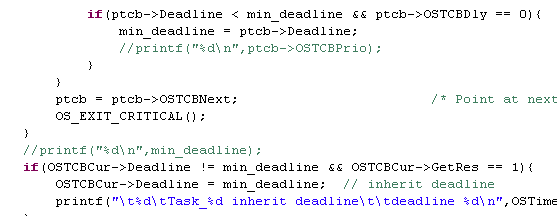 if(ptcb->Deadline < min_deadline && ptcb->OSTCBDly == 0){
min_deadline = ptcb->Deadline;
//printf("%d\n",ptcb->OSTCBPrio);
}
}
ptcb = ptcb->OSTCBNext; /* Point at next
OS_EXIT_CRITICAL();
}
//printf("%d\n",min_deadline);
if(OSTCBCur->Deadline != min_deadline && OSTCBCur->GetRes == 1){
OSTCBCur->Deadline = min_deadline; // inherit deadline
printf("\t%d\tTask_%d inherit deadline\t\tdeadline %d\n",OSTime
}